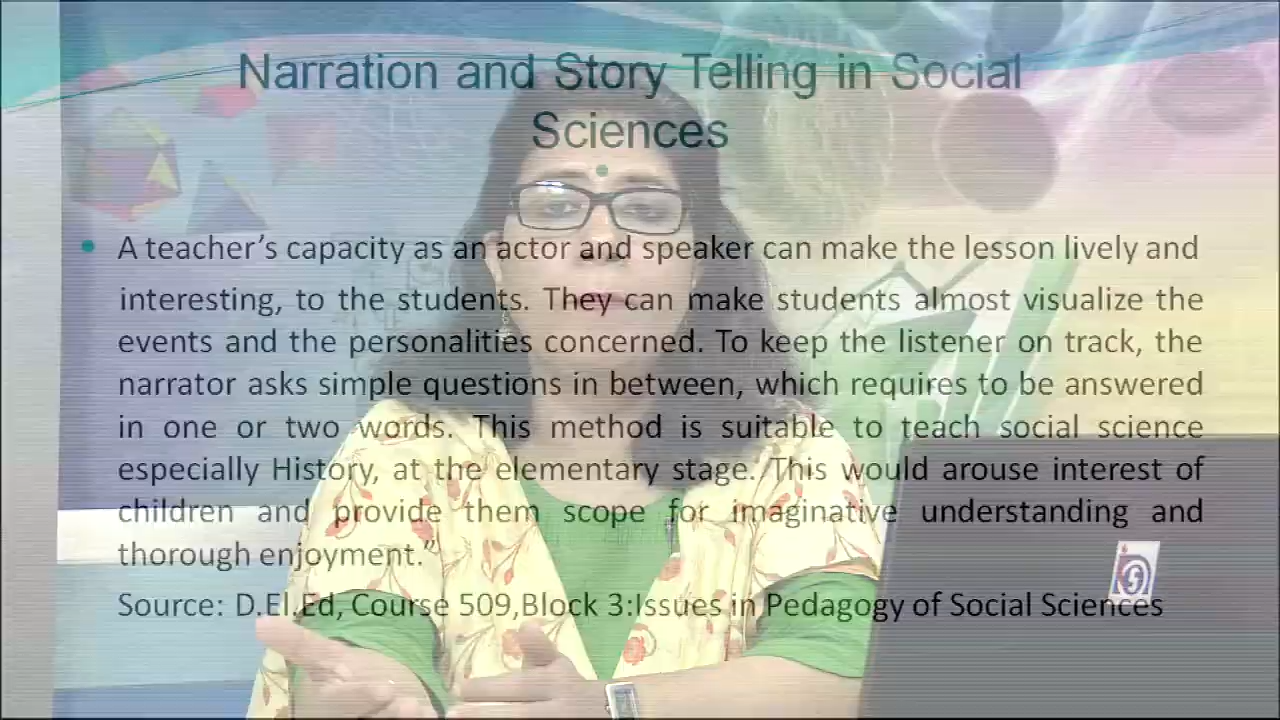 Narration and Story Telling in Social
Sciences
• A teacher's capacity as an actor and speaker can make the lesson lively and
interesting, to the students. They can make students almost visualize the
events and the personalities concerned. To keep the listener on track, the
narrator asks simple questions in between, which requires to be answered
in one or two words. This method is suitable to teach social science
especially History, at the elementary stage. This would arouse interest of
children and provide them scope for imaginative understanding and
thorough enjoyment.”
Source: D.El.Ed, Course 509,Block 3:Issues in Pedagogy of Social Sciences